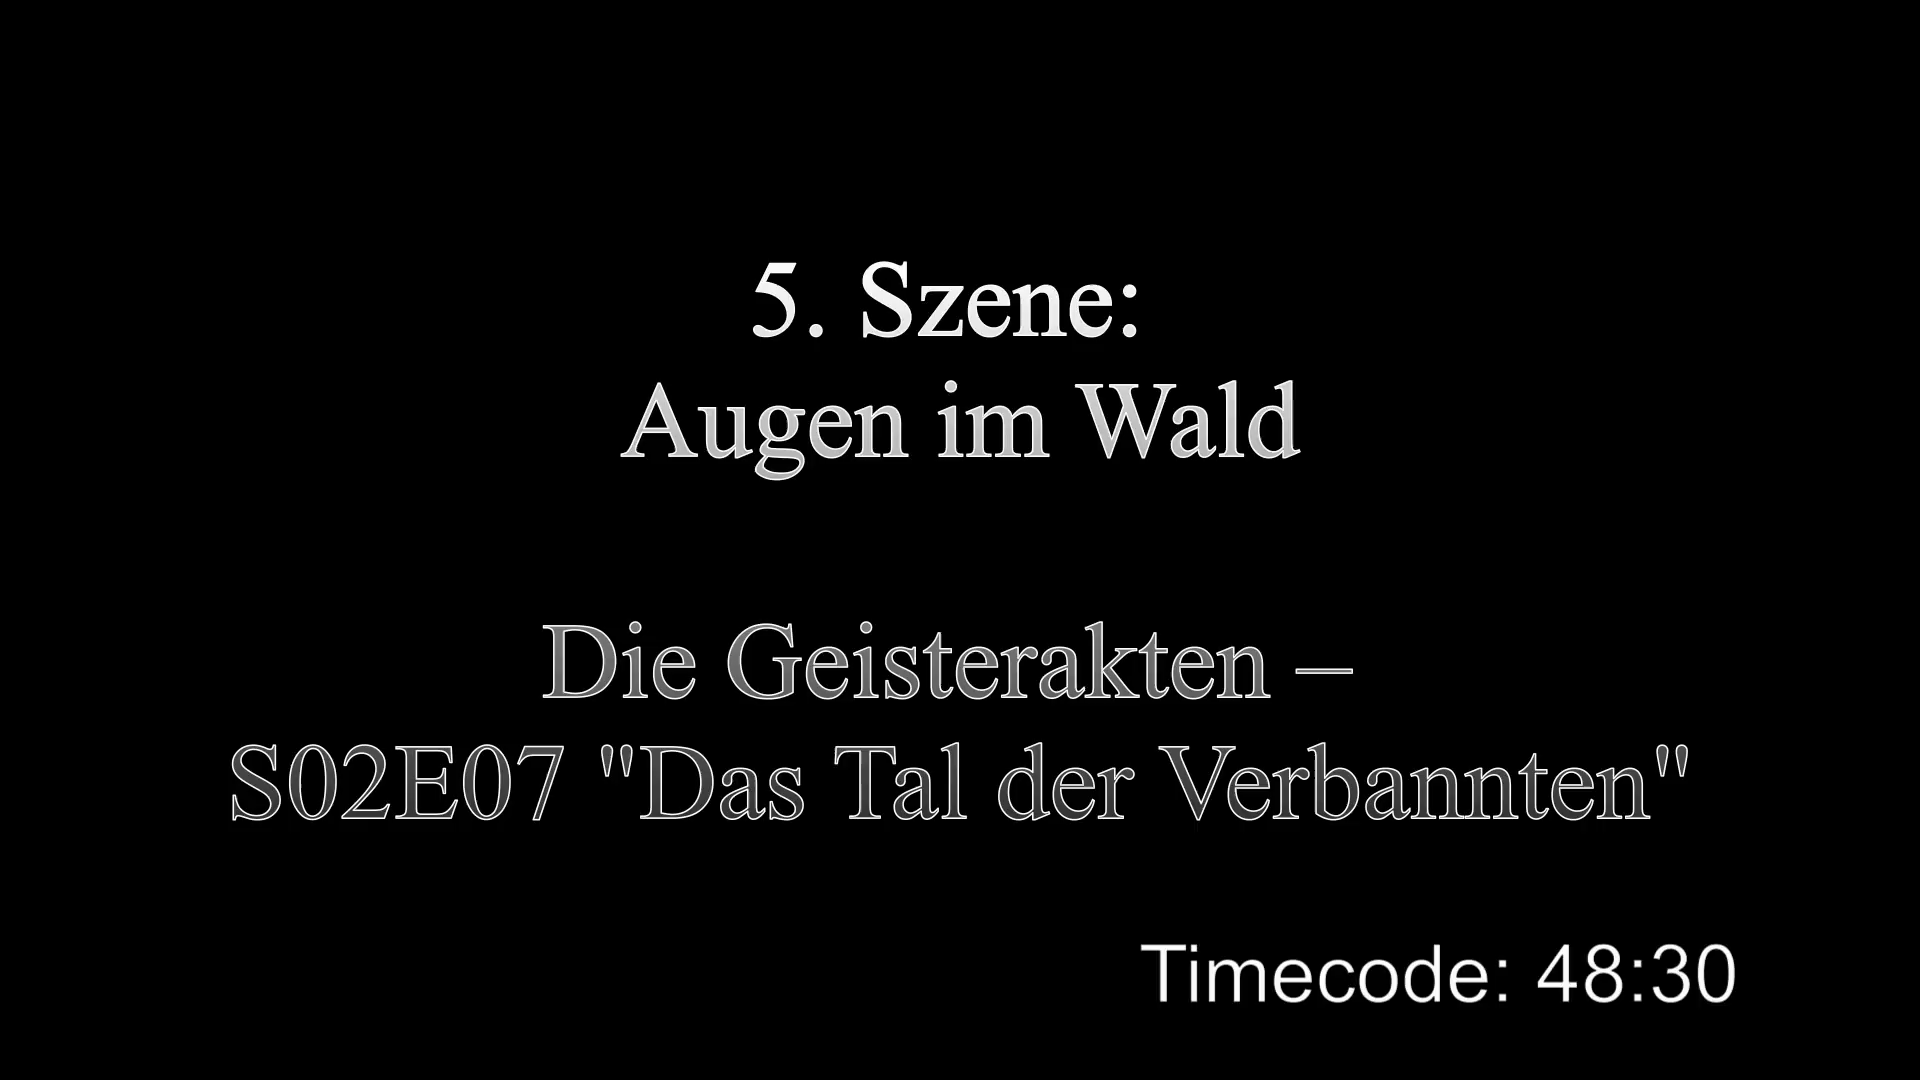 5. Szene:
Augen im Wald
Die Geisterakten –
S02E07 "Das Tal der Verbannten"
Timecode: 48:30